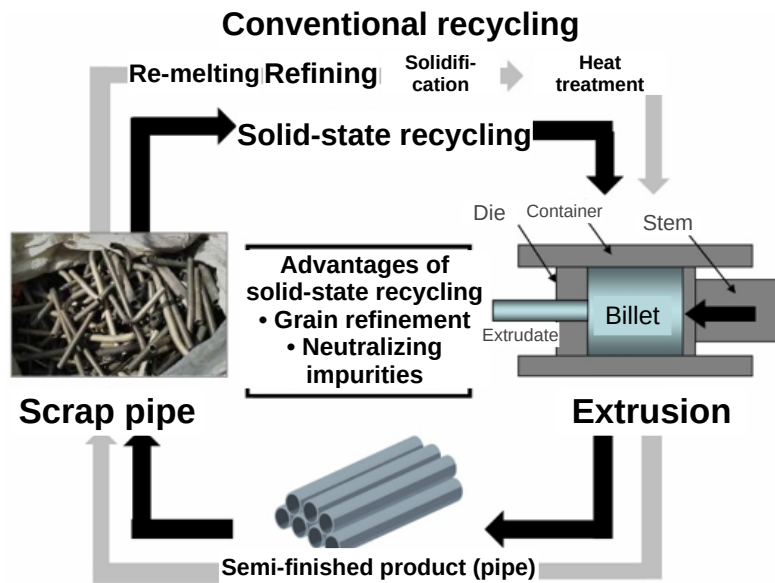 Conventional recycling
Re-melting Refining Solidifi-
cation
Heat
treatment
Solid-state recycling
Die Container Stem
Advantages of
solid-state recycling
• Grain refinement
• Neutralizing
impurities
Billet
Extrudate
Scrap pipe
Extrusion
Semi-finished product (pipe)